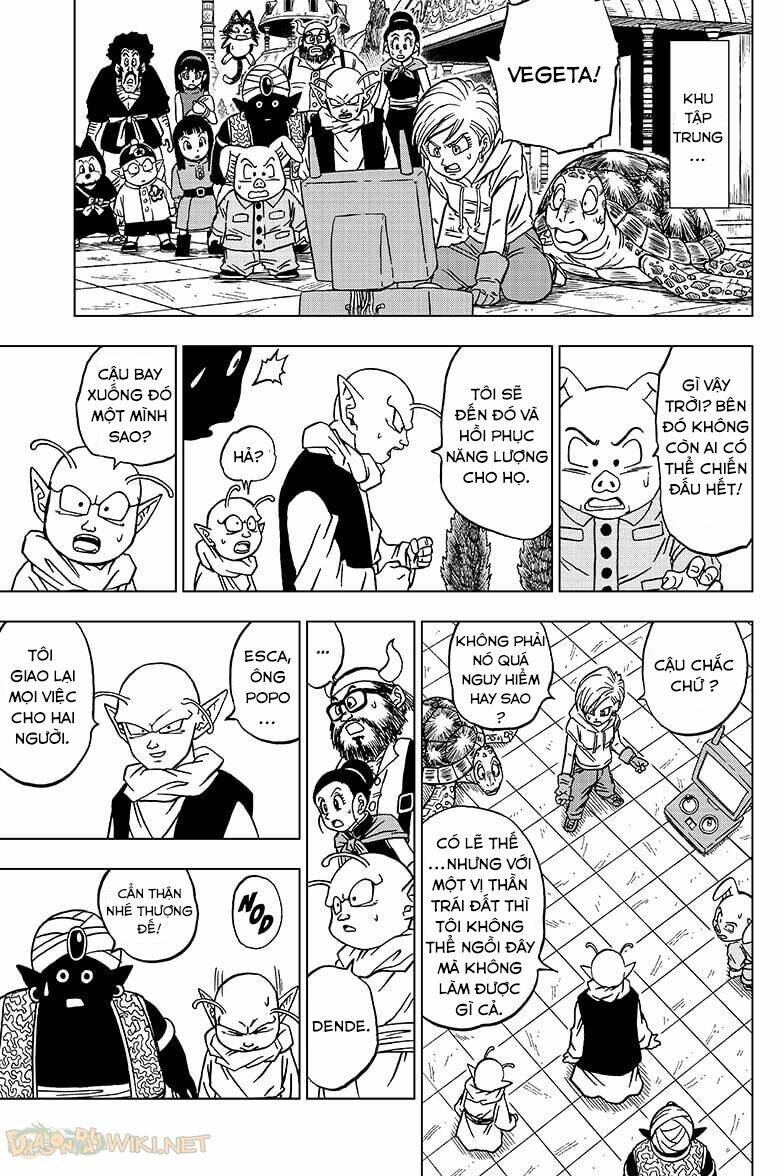 VEGETA!
KHU
TẬP
TRUNG
...
GÌ VẬY
TRỜI? BÊN
ĐÓ KHÔNG
CÒN AI CÓ
THỂ CHIẾN
ĐẤU HẾT!
TÔI SẼ
ĐẾN ĐÓ VÀ
HỒI PHỤC
NĂNG LƯỢNG
CHO HỌ.
HẢ?
CẬU BAY
XUỐNG ĐÓ
MỘT MÌNH
SAO?
CẬU CHẮC
CHỨ ?
KHÔNG PHẢI
NÓ QUÁ
NGUY HIỂM
HAY SAO
?
CÓ LẼ THẾ
...NHƯNG VỚI
MỘT VỊ THẦN
TRÁI ĐẤT THÌ
TÔI KHÔNG
THỂ NGỒI ĐÂY
MÀ KHÔNG
LÀM ĐƯỢC
GÌ CẢ.
...
DENDE.
ESCA,
ÔNG
POPO
...
TÔI
GIAO LẠI
MỌI VIỆC
CHO HAI
NGƯỜI.
NOD
CẨN THẬN
NHÉ THƯỢNG
ĐẾ!
DRAGON BALL WIKI.NET